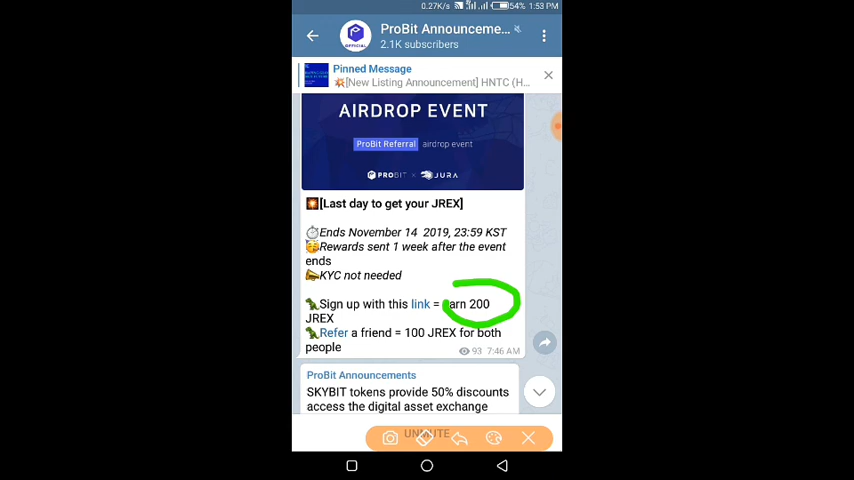 0.27K/s 54% 1:53 PM
ProBit Announceme...
2.1K subscribers
Pinned Message
[New Listing Announcement] HNTC (H...
AIRDROP EVENT
ProBit Referral airdrop event
PROBIT x JURA
[Last day to get your JREX]
Ends November 14 2019, 23:59 KST
Rewards sent 1 week after the event
ends
KYC not needed
Sign up with this link = earn 200
JREX
Refer a friend = 100 JREX for both
people
93 7:46 AM
ProBit Announcements
SKYBIT tokens provide 50% discounts
access the digital asset exchange
UNMUTE